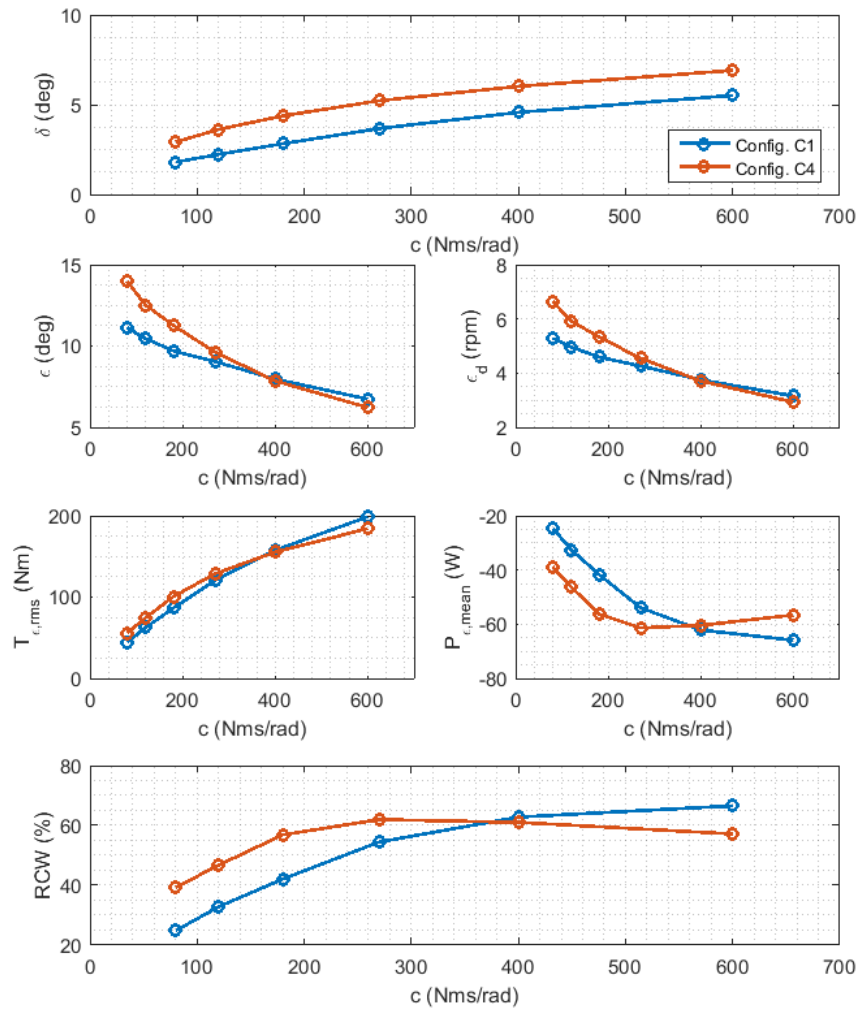 10
5
0
δ (deg)
Config. C1
Config. C4
0 100 200 300 400 500 600 700
c (Nms/rad)
15
10
5
ϵ (deg)
0 200 400 600
c (Nms/rad)
8
6
4
2
ϵd (rpm)
0 200 400 600
c (Nms/rad)
200
100
0
T ϵ,rms (Nm)
0 200 400 600
c (Nms/rad)
-20
-40
-60
-80
P ϵ,mean (W)
0 200 400 600
c (Nms/rad)
80
60
40
20
RCW (%)
0 100 200 300 400 500 600 700
c (Nms/rad)